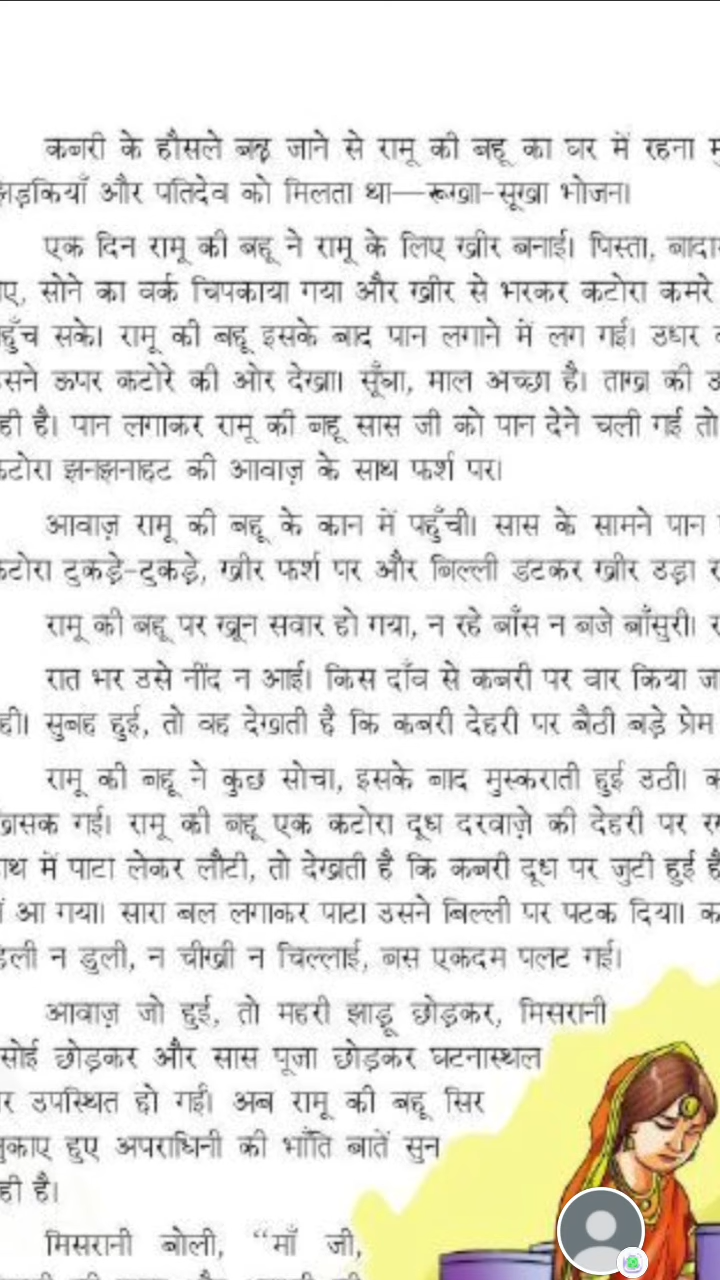 कबरी के हौसले बढ़ जाने से रामू की बहू का घर में रहना
झिड़कियाँ और पतिदेव को मिलता था—रूखा-सूखा भोजन।
एक दिन रामू की बहू ने रामू के लिए खीर बनाई। पिस्ता,
सोने का वर्क चिपकाया गया और खीर से भरकर कटोरा कमरे
सके। रामू की बहू इसके बाद पान लगाने में लग गई। उधर
ऊपर कटोरे की ओर देखा। सूँघा, माल अच्छा है। ताख की
है। पान लगाकर रामू की बहू सास जी को पान देने चली गई तो
कटोरा झनझनाहट की आवाज़ के साथ फर्श पर।
आवाज़ रामू की बहू के कान में पहुँची। सास के सामने पान
कटोरा टुकड़े-टुकड़े, खीर फर्श पर और बिल्ली डटकर खीर उड़ा
रामू की बहू पर खून सवार हो गया, न रहे बाँस न बजे बाँसुरी।
रात भर उसे नींद न आई। किस दाँव से कबरी पर वार किया
सुबह हुई, तो वह देखती है कि कबरी देहरी पर बैठी बड़े प्रेम
रामू की बहू ने कुछ सोचा, इसके बाद मुस्कराती हुई उठी।
गई। रामू की बहू एक कटोरा दूध दरवाज़े की देहरी पर
में पाटा लेकर लौटी, तो देखती है कि कबरी दूध पर जुटी हुई
आ गया। सारा बल लगाकर पाटा उसने बिल्ली पर पटक दिया।
न डुली, न चीखी न चिल्लाई, बस एकदम पलट गई।
आवाज़ जो हुई, तो महरी झाड़ू छोड़कर, मिसरानी
छोड़कर और सास पूजा छोड़कर घटनास्थल
उपस्थित हो गईं। अब रामू की बहू सिर
हुए अपराधिनी की भाँति बातें सुन
है।
मिसरानी बोली, “माँ जी,